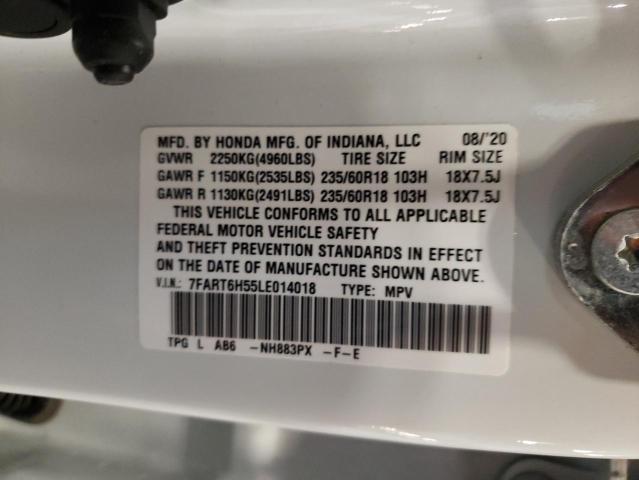 MFD. BY HONDA MFG. OF INDIANA, LLC 08/'20
GVWR 2250KG(4960LBS) TIRE SIZE RIM SIZE
GAWR F 1150KG(2535LBS) 235/60R18 103H 18X7.5J
GAWR R 1130KG(2491LBS) 235/60R18 103H 18X7.5J
THIS VEHICLE CONFORMS TO ALL APPLICABLE
FEDERAL MOTOR VEHICLE SAFETY
AND THEFT PREVENTION STANDARDS IN EFFECT
ON THE DATE OF MANUFACTURE SHOWN ABOVE.
V.I.N.: 7FART6H55LE014018 TYPE: MPV
TPG L AB6 -NH883PX -F-E